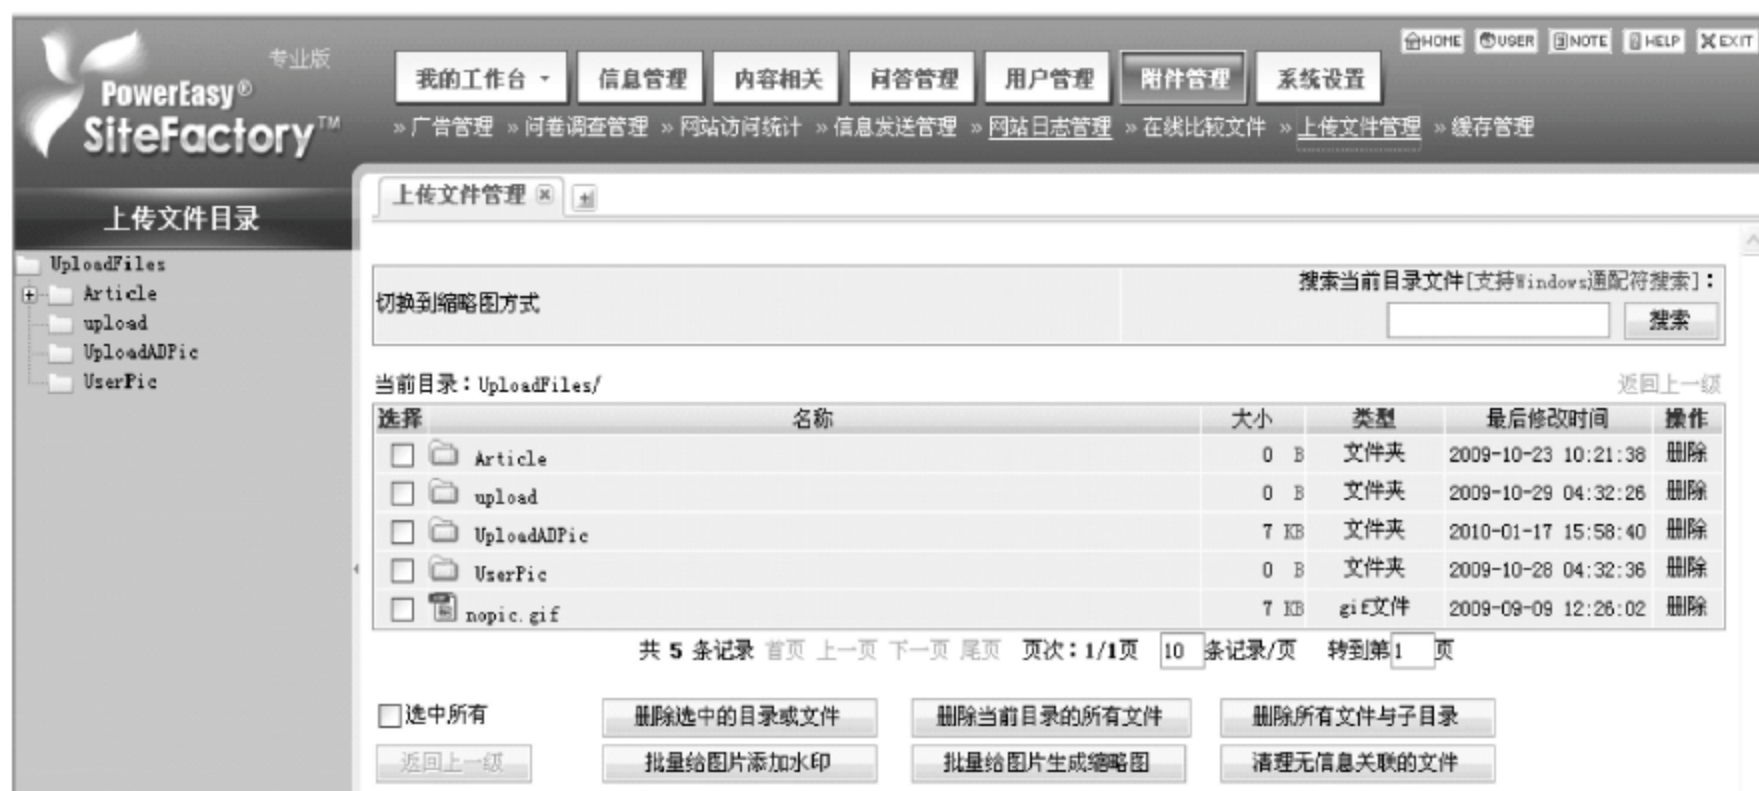 HOME USER NOTE HELP EXIT
专业版
PowerEasy®
SiteFactory™
我的工作台 信息管理 内容相关 问答管理 用户管理 附件管理 系统设置
»广告管理 »问卷调查管理 »网站访问统计 »信息发送管理 »网站日志管理 »在线比较文件 »上传文件管理 »缓存管理
上传文件目录
UploadFiles
Article
upload
UploadADPic
UserPic
上传文件管理
切换到缩略图方式
搜索当前目录文件[支持Windows通配符搜索]：
搜索
当前目录：UploadFiles/ 返回上一级
选择 名称 大小 类型 最后修改时间 操作
Article 0 B 文件夹 2009-10-23 10:21:38 删除
upload 0 B 文件夹 2009-10-29 04:32:26 删除
UploadADPic 7 KB 文件夹 2010-01-17 15:58:40 删除
UserPic 0 B 文件夹 2009-10-28 04:32:36 删除
nopic.gif 7 KB gif文件 2009-09-09 12:26:02 删除
共 5 条记录 首页 上一页 下一页 尾页 页次：1/1页 10 条记录/页 转到第1 页
选中所有 删除选中的目录或文件 删除当前目录的所有文件 删除所有文件与子目录
返回上一级 批量给图片添加水印 批量给图片生成缩略图 清理无信息关联的文件